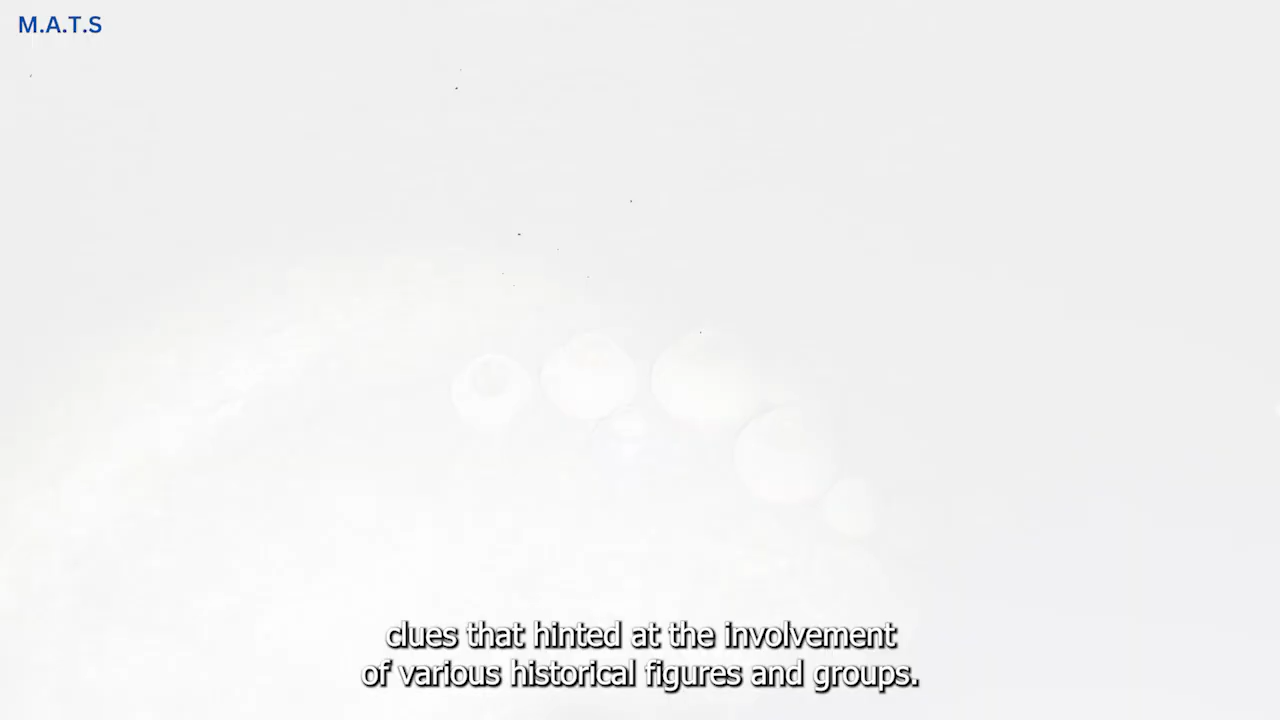 M.A.T.S
clues that hinted at the involvement
of various historical figures and groups.